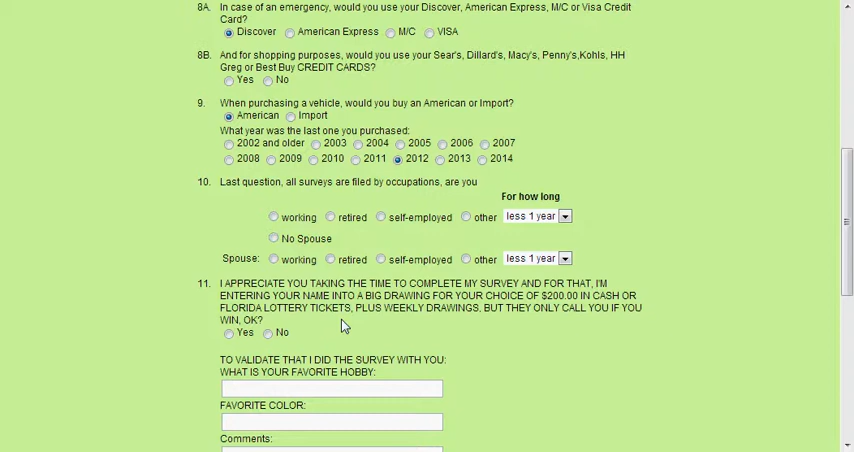 8A. In case of an emergency, would you use your Discover, American Express, M/C or Visa Credit
Card?
Discover American Express M/C VISA
8B. And for shopping purposes, would you use your Sear's, Dillard's, Macy's, Penny's,Kohls, HH
Greg or Best Buy CREDIT CARDS?
Yes No
9. When purchasing a vehicle, would you buy an American or Import?
American Import
What year was the last one you purchased:
2002 and older 2003 2004 2005 2006 2007
2008 2009 2010 2011 2012 2013 2014
10. Last question, all surveys are filed by occupations, are you
For how long
working retired self-employed other less 1 year
No Spouse
Spouse: working retired self-employed other less 1 year
11. I APPRECIATE YOU TAKING THE TIME TO COMPLETE MY SURVEY AND FOR THAT, I'M
ENTERING YOUR NAME INTO A BIG DRAWING FOR YOUR CHOICE OF $200.00 IN CASH OR
FLORIDA LOTTERY TICKETS, PLUS WEEKLY DRAWINGS. BUT THEY ONLY CALL YOU IF YOU
WIN, OK?
Yes No
TO VALIDATE THAT I DID THE SURVEY WITH YOU:
WHAT IS YOUR FAVORITE HOBBY:
FAVORITE COLOR:
Comments: